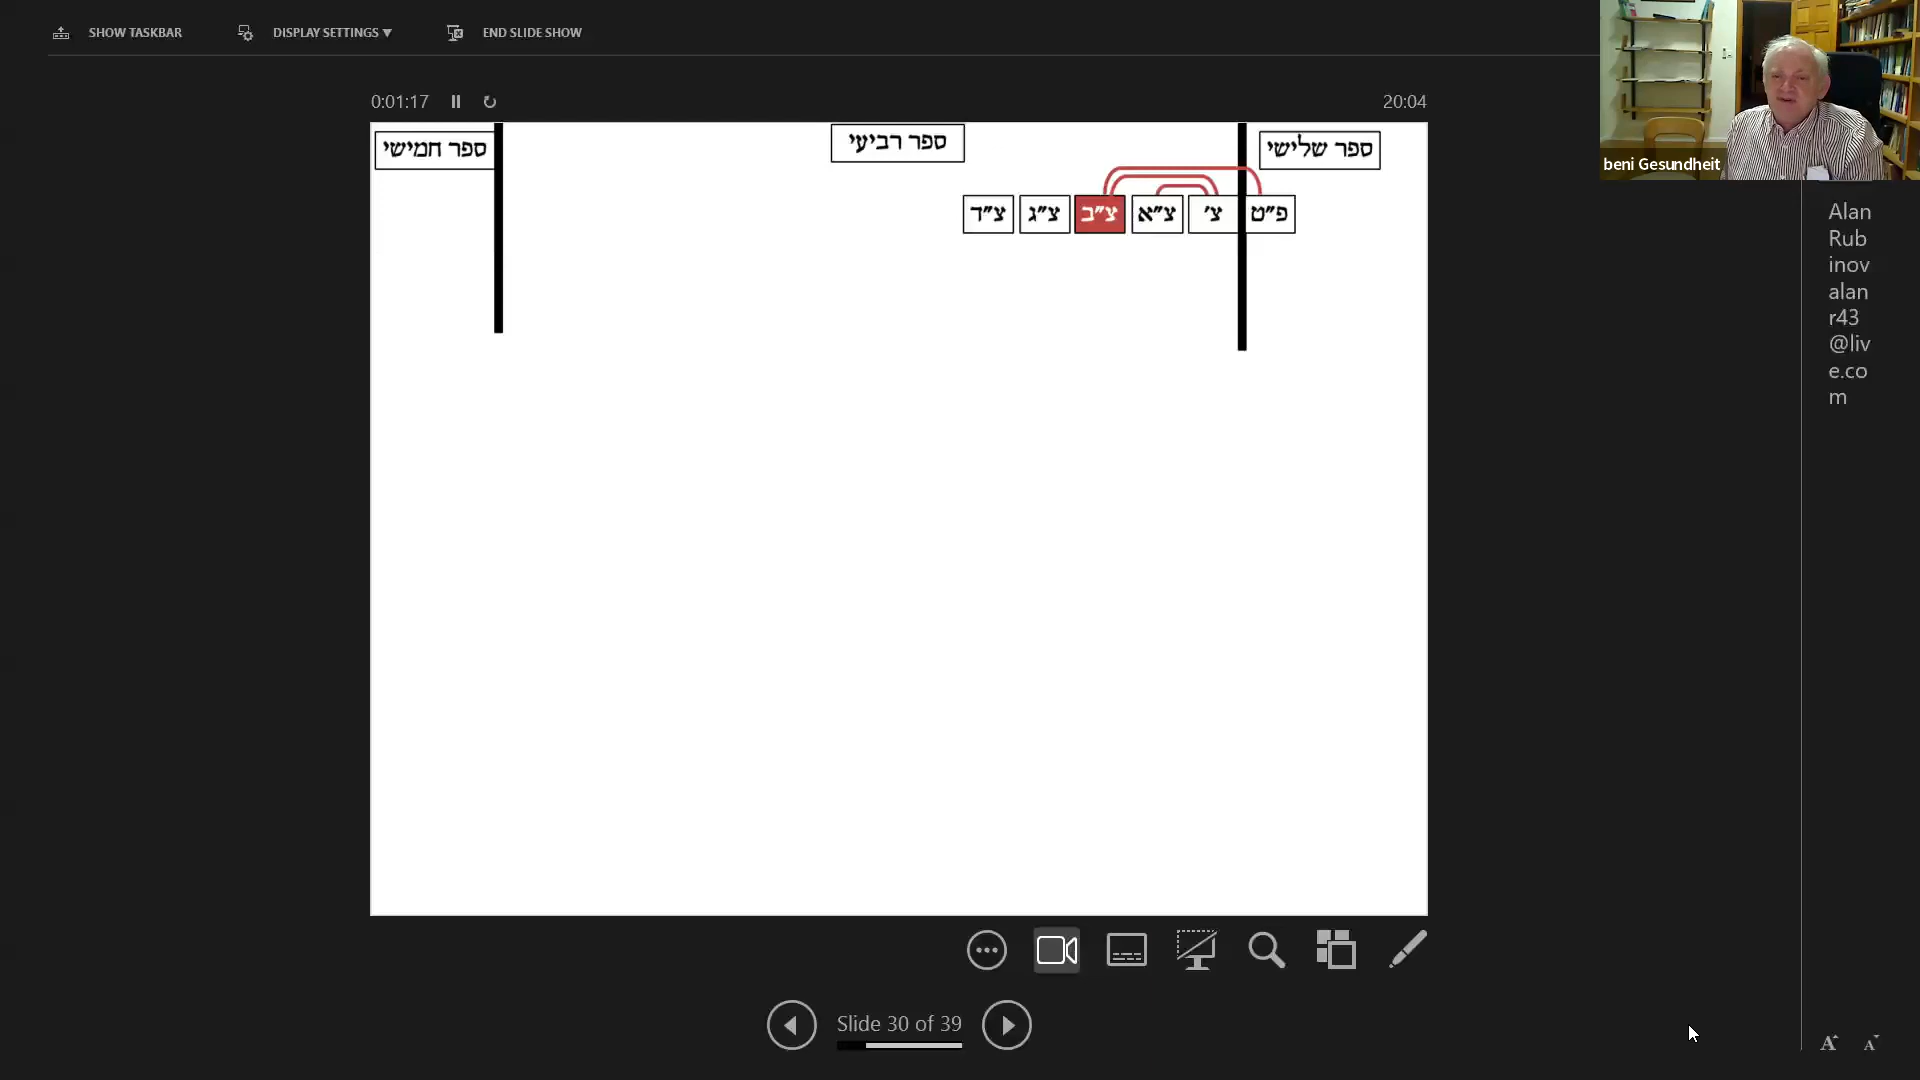 SHOW TASKBAR
DISPLAY SETTINGS ▼
END SLIDE SHOW
beni Gesundheit
0:01:17
20:04
ספר שלישי
ספר רביעי
ספר חמישי
פ״ט
צ׳
צ״א
צ״ב
צ״ג
צ״ד
Alan
Rub
inov
alan
r43
@liv
e.co
m
Slide 30 of 39
A
A